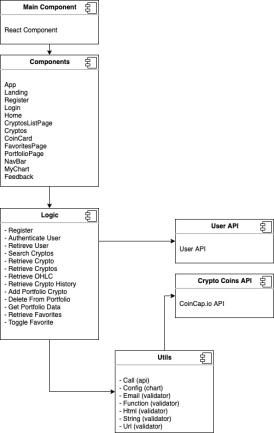 Main Component
React Component
Components
App
Landing
Register
Login
Home
CryptosListPage
Cryptos
CoinCard
FavoritesPage
PortfolioPage
NavBar
MyChart
Feedback
Logic
- Register
- Authenticate User
- Retireve User
- Search Cryptos
- Retrieve Crypto
- Retrieve Cryptos
- Retrieve OHLC
- Retrieve Crypto History
- Add Portfolio Crypto
- Delete From Portfolio
- Get Portfolio Data
- Retrieve Favorites
- Toggle Favorite
User API
User API
Crypto Coins API
CoinCap.io API
Utils
- Call (api)
- Config (chart)
- Email (validator)
- Function (validator)
- Html (validator)
- String (validator)
- Url (validator)